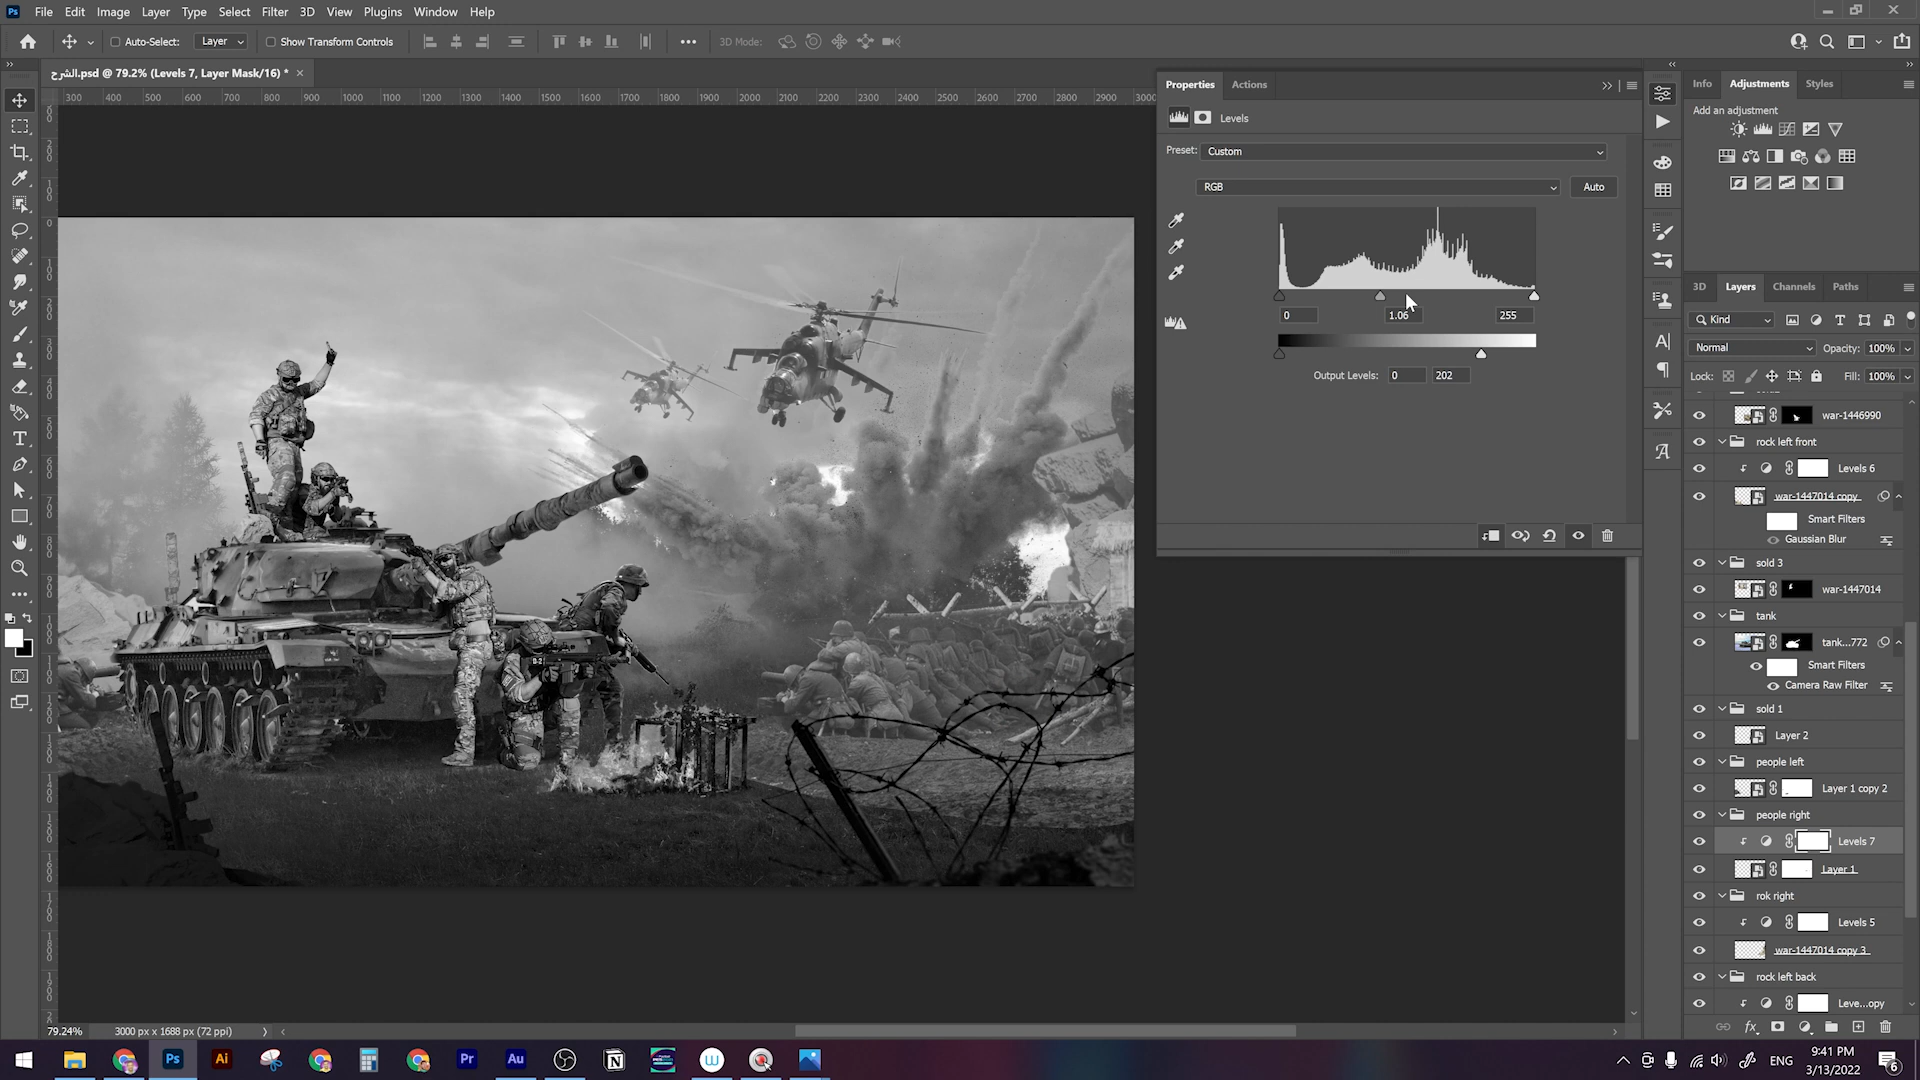 File Edit Image Layer Type Select Filter 3D View Plugins Window Help
Auto-Select: Layer Show Transform Controls 3D Mode:
الشرح.psd @ 79.2% (Levels 7, Layer Mask/16) *
300 400 500 600 700 800 900 1000 1100 1200 1300 1400 1500 1600 1700 1800 1900 2000 2100 2200 2300 2400 2500 2600 2700 2800 2900 3000
Properties Actions
Levels
Preset: Custom
RGB Auto
0 1.06 255
Output Levels: 0 202
Info Adjustments Styles
Add an adjustment
3D Layers Channels Paths
Kind
Normal Opacity: 100%
Lock: Fill: 100%
war-1446990
rock left front
Levels 6
war-1447014 copy
Smart Filters
Gaussian Blur
sold 3
war-1447014
tank
tank...772
Smart Filters
Camera Raw Filter
sold 1
Layer 2
people left
Layer 1 copy 2
people right
Levels 7
Layer 1
rok right
Levels 5
war-1447014 copy 3
rock left back
Leve...opy
79.24% 3000 px x 1688 px (72 ppi)
Ps Ai Pr Au
ENG 9:41 PM
3/13/2022
6